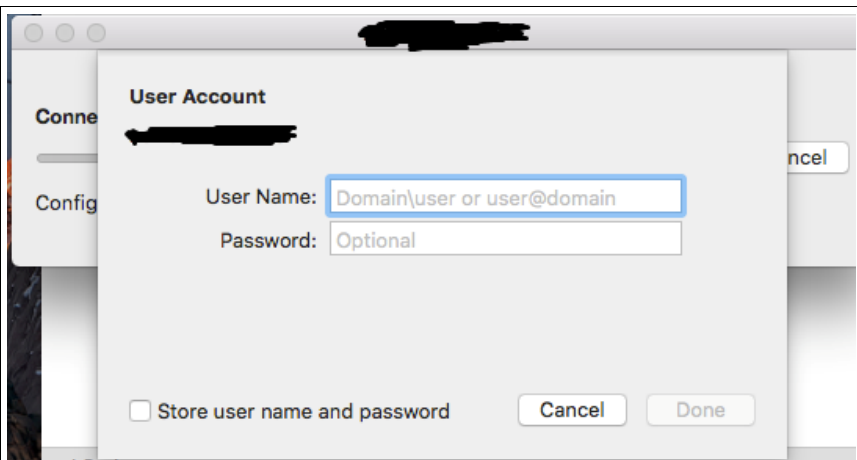 User Account
Conne
ncel
Config
User Name: Domain\user or user@domain
Password: Optional
Store user name and password
Cancel
Done